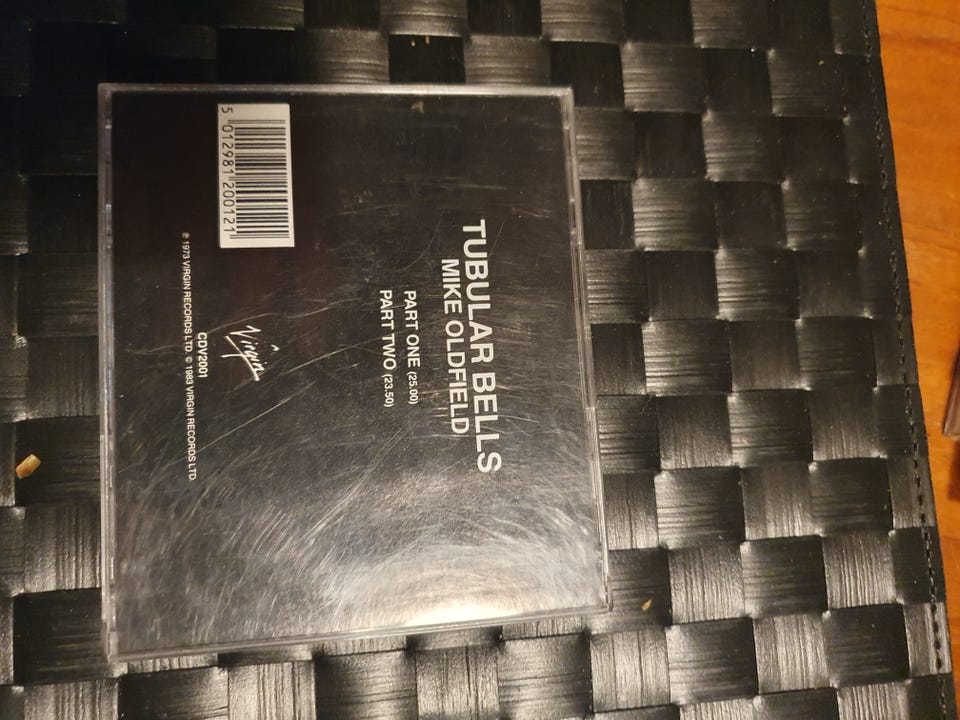 TUBULAR BELLS
MIKE OLDFIELD
PART ONE (25.00)
PART TWO (23.50)
Virgin
CDV2001
℗ 1973 VIRGIN RECORDS LTD. © 1983 VIRGIN RECORDS LTD.
5 012981 200121